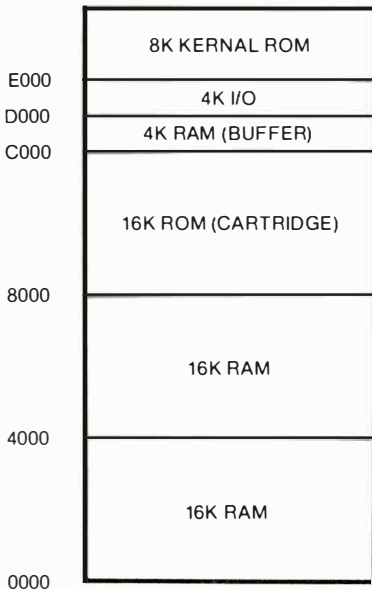 8K KERNAL ROM
E000
4K I/O
D000
4K RAM (BUFFER)
C000
16K ROM (CARTRIDGE)
8000
16K RAM
4000
16K RAM
0000